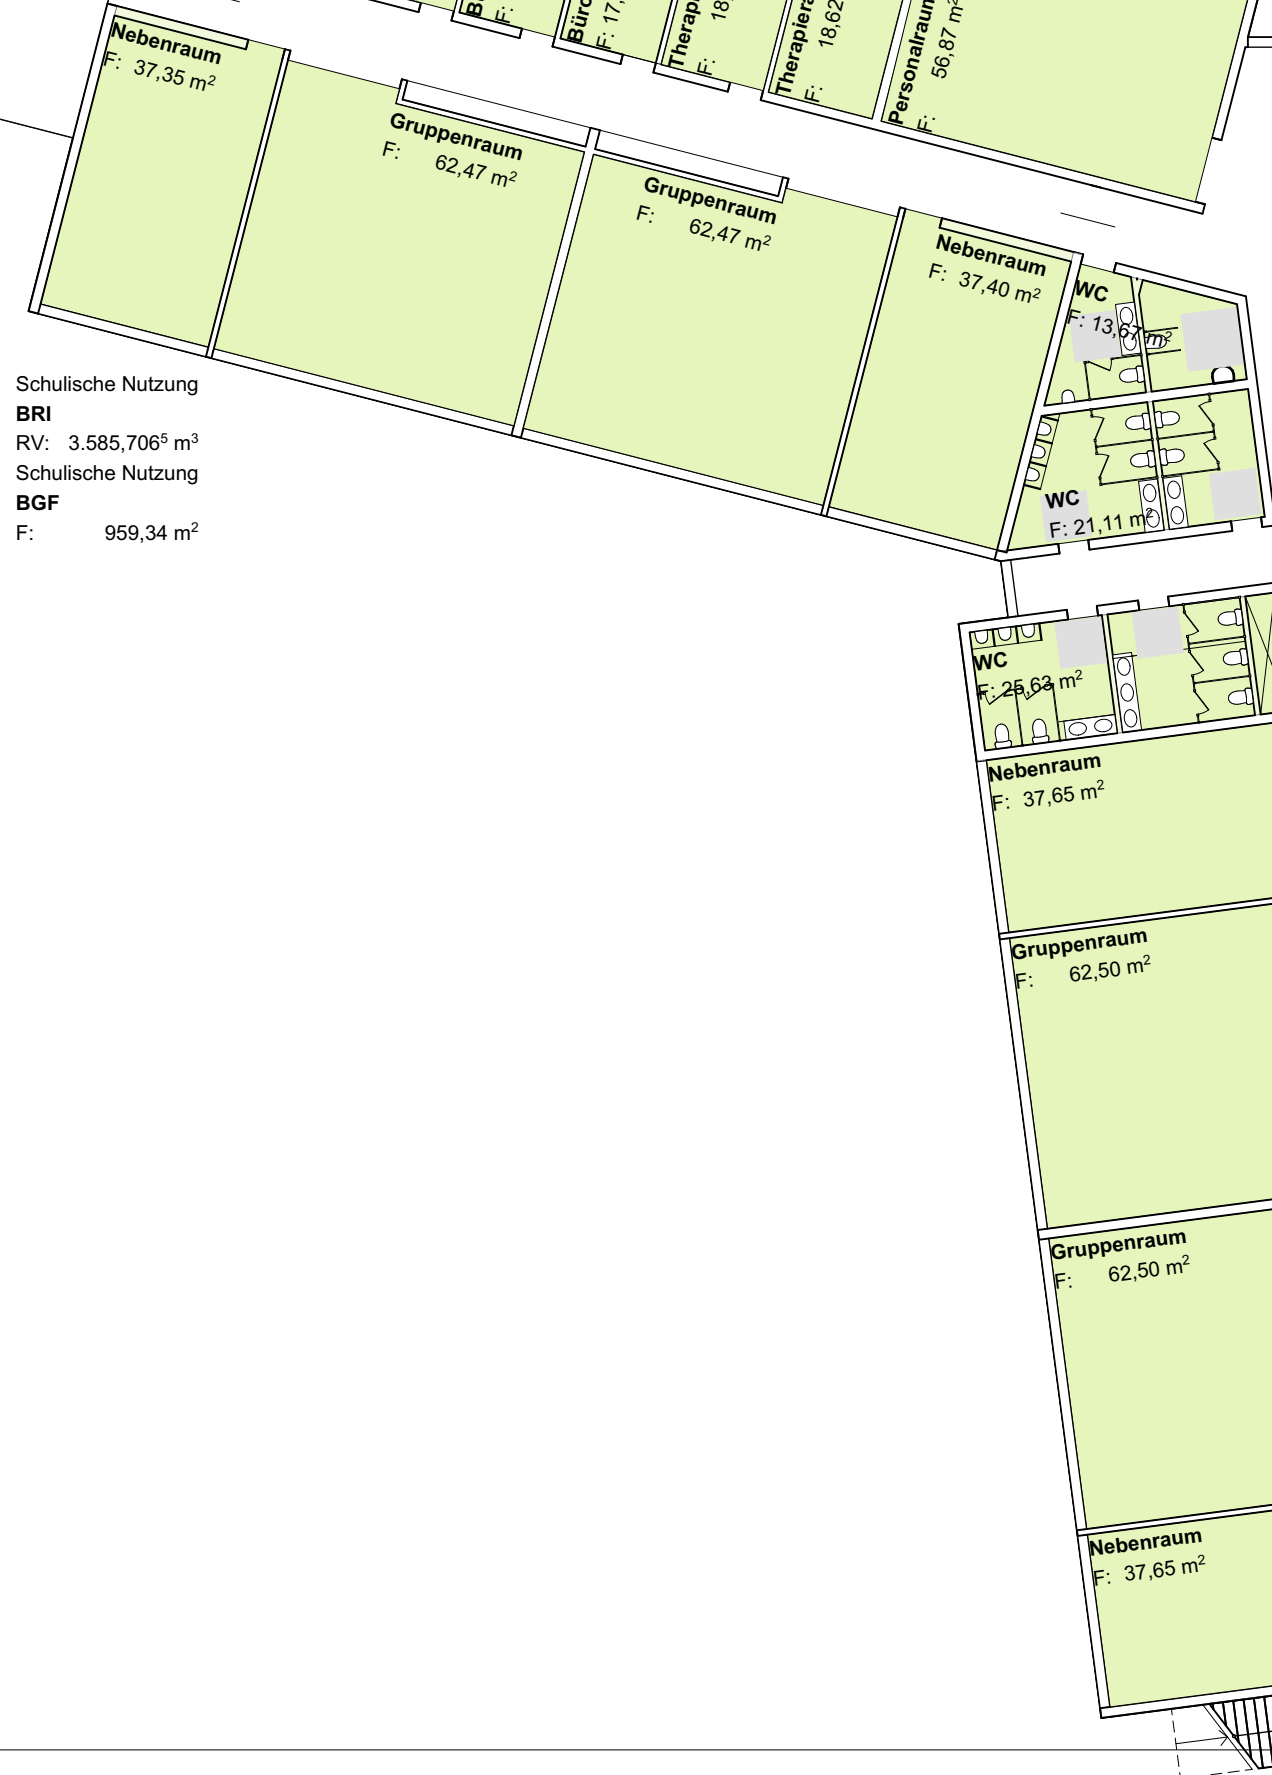 Nebenraum
F: 37,35 m²
Gruppenraum
F: 62,47 m²
Gruppenraum
F: 62,47 m²
Nebenraum
F: 37,40 m²
F:
Büro
F: 17,
F: 18,
F: 18,62
Personalraum
F: 56,87 m²
WC
F: 13,67 m²
WC
F: 21,11 m²
Schulische Nutzung
BRI
RV: 3.585,706⁵ m³
Schulische Nutzung
BGF
F: 959,34 m²
WC
F: 25,63 m²
Nebenraum
F: 37,65 m²
Gruppenraum
F: 62,50 m²
Gruppenraum
F: 62,50 m²
Nebenraum
F: 37,65 m²